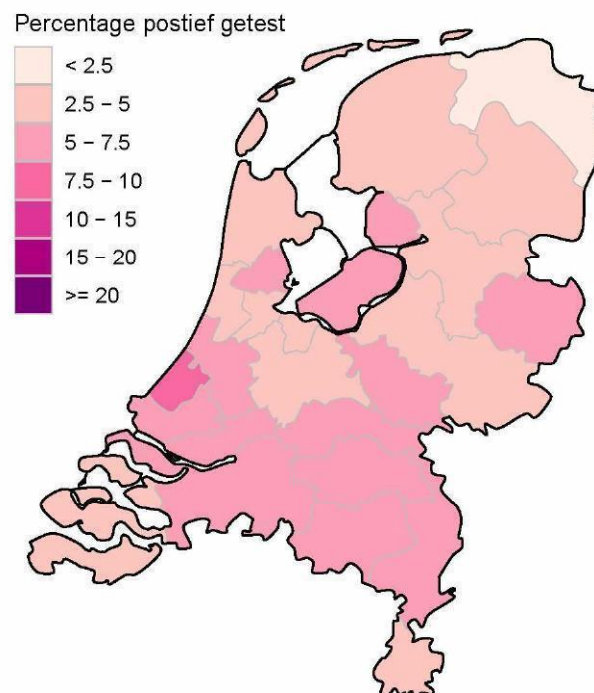 Percentage postief getest
< 2.5
2.5 – 5
5 – 7.5
7.5 – 10
10 – 15
15 – 20
>= 20